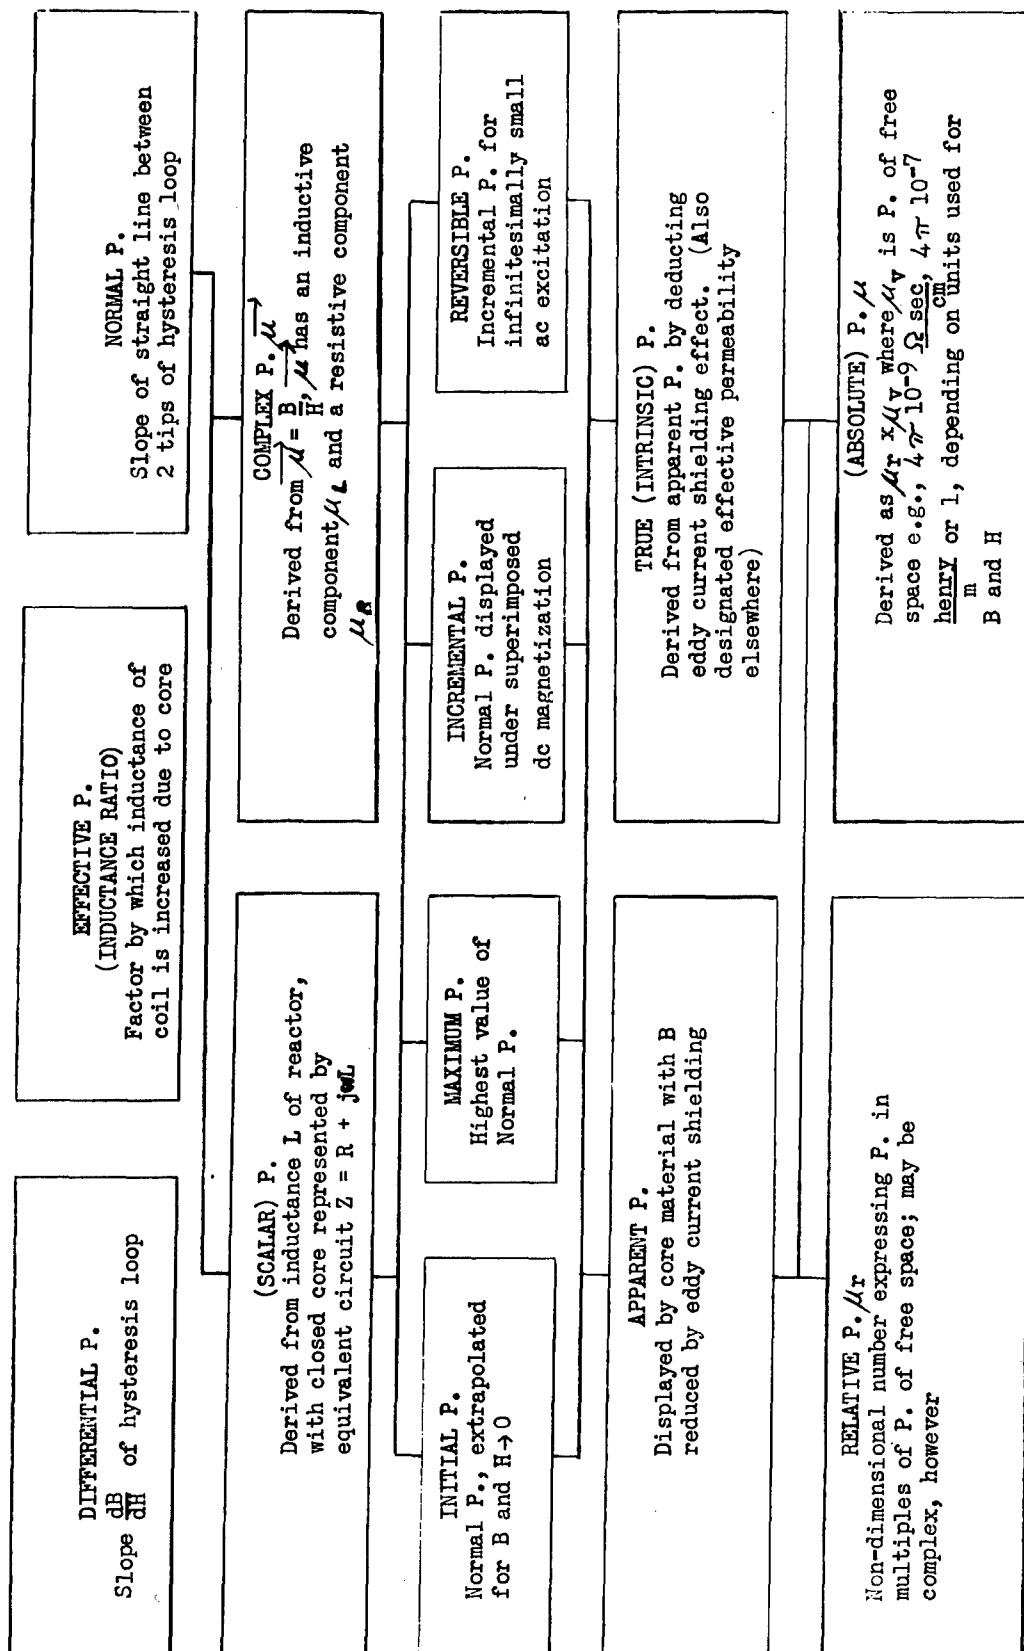 DIFFERENTIAL P.
Slope dB/dH of hysteresis loop
EFFECTIVE P.
(INDUCTANCE RATIO)
Factor by which inductance of
coil is increased due to core
NORMAL P.
Slope of straight line between
2 tips of hysteresis loop
(SCALAR) P.
Derived from inductance L of reactor,
with closed core represented by
equivalent circuit Z = R + jωL
COMPLEX P. μ
Derived from μ = B/H, μ has an inductive
component μL and a resistive component
μR
INITIAL P.
Normal P., extrapolated
for B and H→0
MAXIMUM P.
Highest value of
Normal P.
INCREMENTAL P.
Normal P. displayed
under superimposed
dc magnetization
REVERSIBLE P.
Incremental P. for
infinitesimally small
ac excitation
APPARENT P.
Displayed by core material with B
reduced by eddy current shielding
TRUE (INTRINSIC) P.
Derived from apparent P. by deducting
eddy current shielding effect. (Also
designated effective permeability
elsewhere)
RELATIVE P. μr
Non-dimensional number expressing P. in
multiples of P. of free space; may be
complex, however
(ABSOLUTE) P. μ
Derived as μr x μv where μv is P. of free
space e.g., 4π 10-9 Ω sec/cm, 4π 10-7
henry/m or 1, depending on units used for
B and H